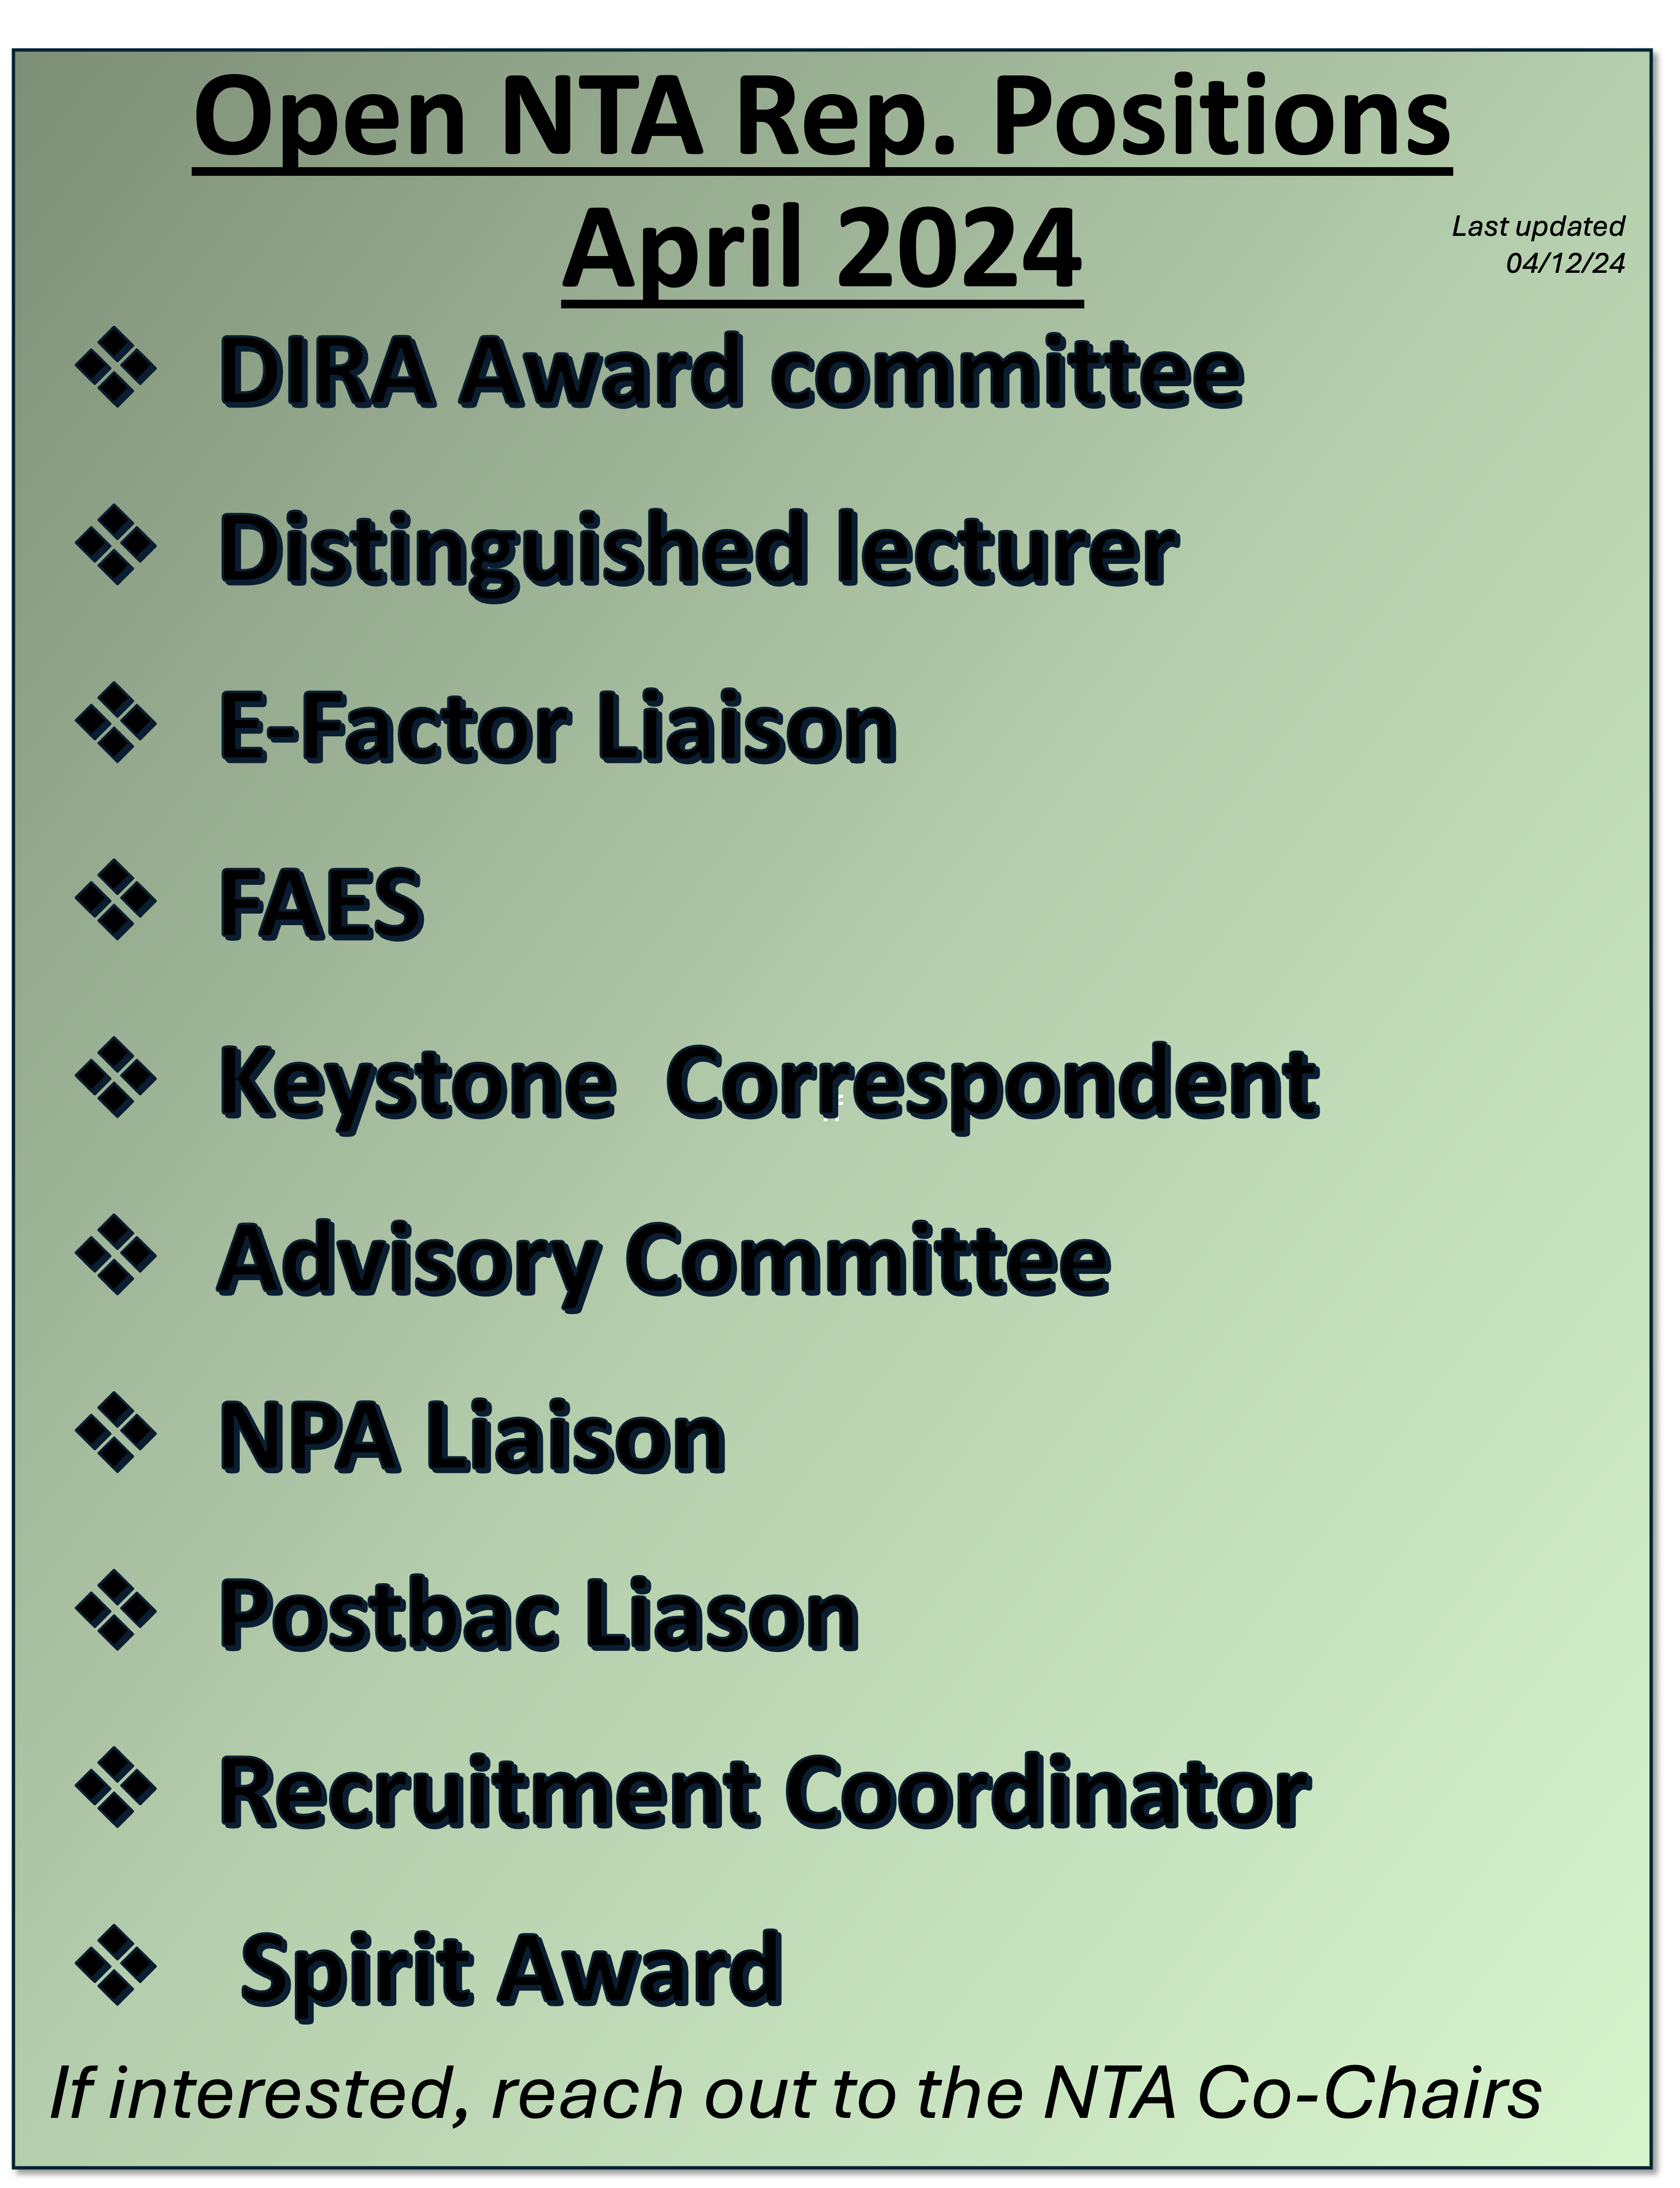 Open NTA Rep. Positions
April 2024
Last updated
04/12/24
❖ DIRA Award committee
❖ Distinguished lecturer
❖ E-Factor Liaison
❖ FAES
❖ Keystone  Correspondent
❖ Advisory Committee
❖ NPA Liaison
❖ Postbac Liason
❖ Recruitment Coordinator
❖ Spirit Award
If interested, reach out to the NTA Co-Chairs